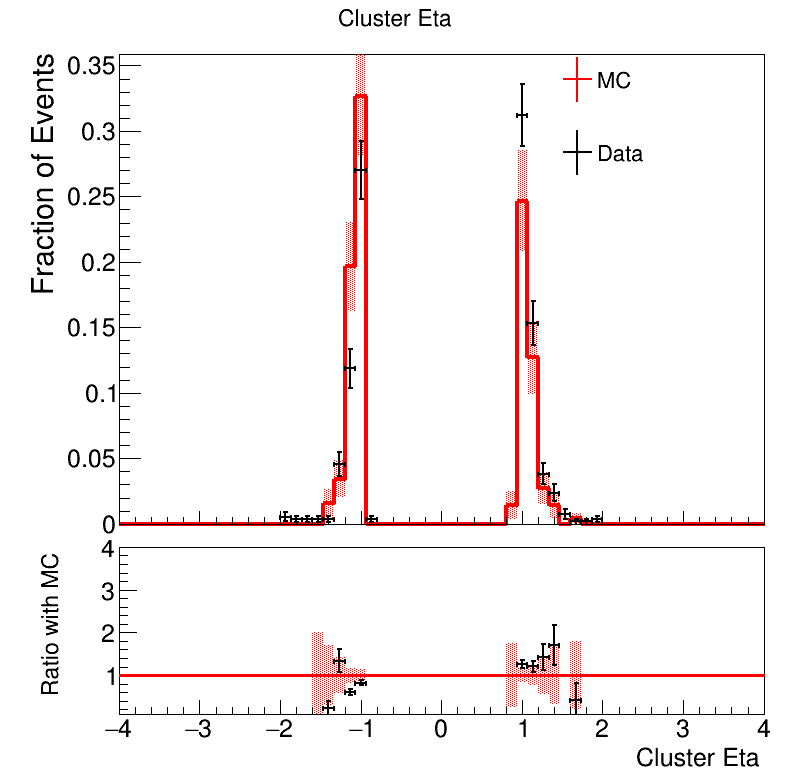 Cluster Eta
Fraction of Events
0.35
0.3
0.25
0.2
0.15
0.1
0.05
0
MC
Data
Ratio with MC
4
3
2
1
−4 −3 −2 −1 0 1 2 3 4
Cluster Eta